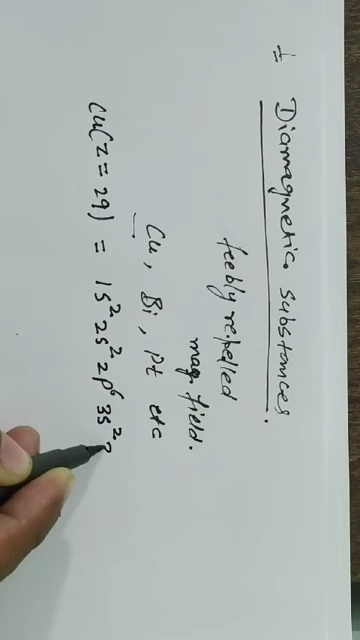 1- Diamagnetic substances.
feebly repelled
mag. field.
Cu, Bi, Pt etc
Cu(Z=29) = 1s² 2s² 2p⁶ 3s²